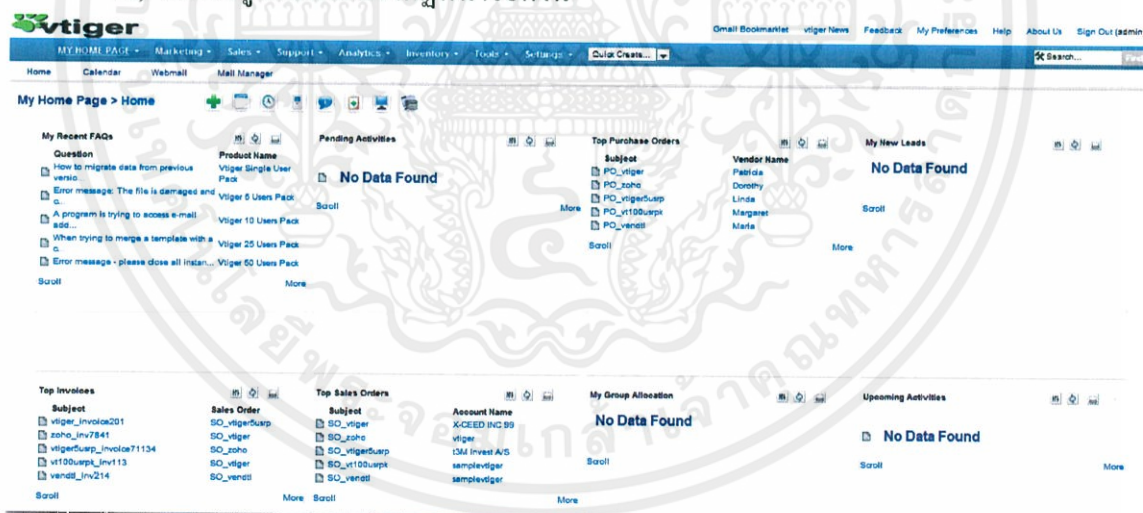 vtiger
Gmail Bookmarklet vtiger News Feedback My Preferences Help About Us Sign Out (admin
MY HOME PAGE Marketing Sales Support Analytics Inventory Tools Settings Quick Create... Search... Find
Home Calendar Webmail Mail Manager
My Home Page > Home
My Recent FAQs
Question Product Name
How to migrate data from previous versio... Vtiger Single User Pack
Error message: The file is damaged and c... Vtiger 5 Users Pack
A program is trying to access e-mail add... Vtiger 10 Users Pack
When trying to merge a template with a c. Vtiger 25 Users Pack
Error message - please close all instan... Vtiger 50 Users Pack
Scroll More
Pending Activities
No Data Found
Scroll More
Top Purchase Orders
Subject Vendor Name
PO_vtiger Patricia
PO_zoho Dorothy
PO_vtiger5usrp Linda
PO_vt100usrpk Margaret
PO_vendtl Maria
Scroll More
My New Leads
No Data Found
Scroll
Top Invoices
Subject Sales Order
vtiger_invoice201 SO_vtiger5usrp
zoho_inv7841 SO_vtiger
vtiger5usrp_invoice71134 SO_zoho
vt100usrpk_inv113 SO_vtiger
vendtl_inv214 SO_vendtl
Scroll More
Top Sales Orders
Subject Account Name
SO_vtiger X-CEED INC 99
SO_zoho vtiger
SO_vtiger5usrp t3M Invest A/S
SO_vt100usrpk samplevtiger
SO_vendtl samplevtiger
Scroll More
My Group Allocation
No Data Found
Scroll
Upcoming Activities
No Data Found
Scroll More